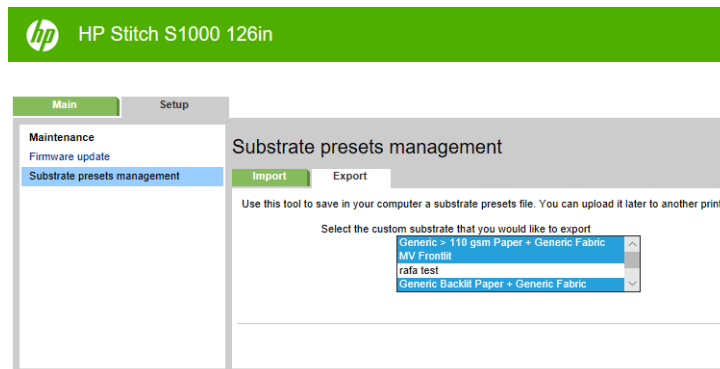 hp HP Stitch S1000 126in
Main Setup
Maintenance
Firmware update
Substrate presets management
Substrate presets management
Import Export
Use this tool to save in your computer a substrate presets file. You can upload it later to another
Select the custom substrate that you would like to export
Generic > 110 gsm Paper + Generic Fabric
MV Frontlit
rafa test
Generic Backlit Paper + Generic Fabric